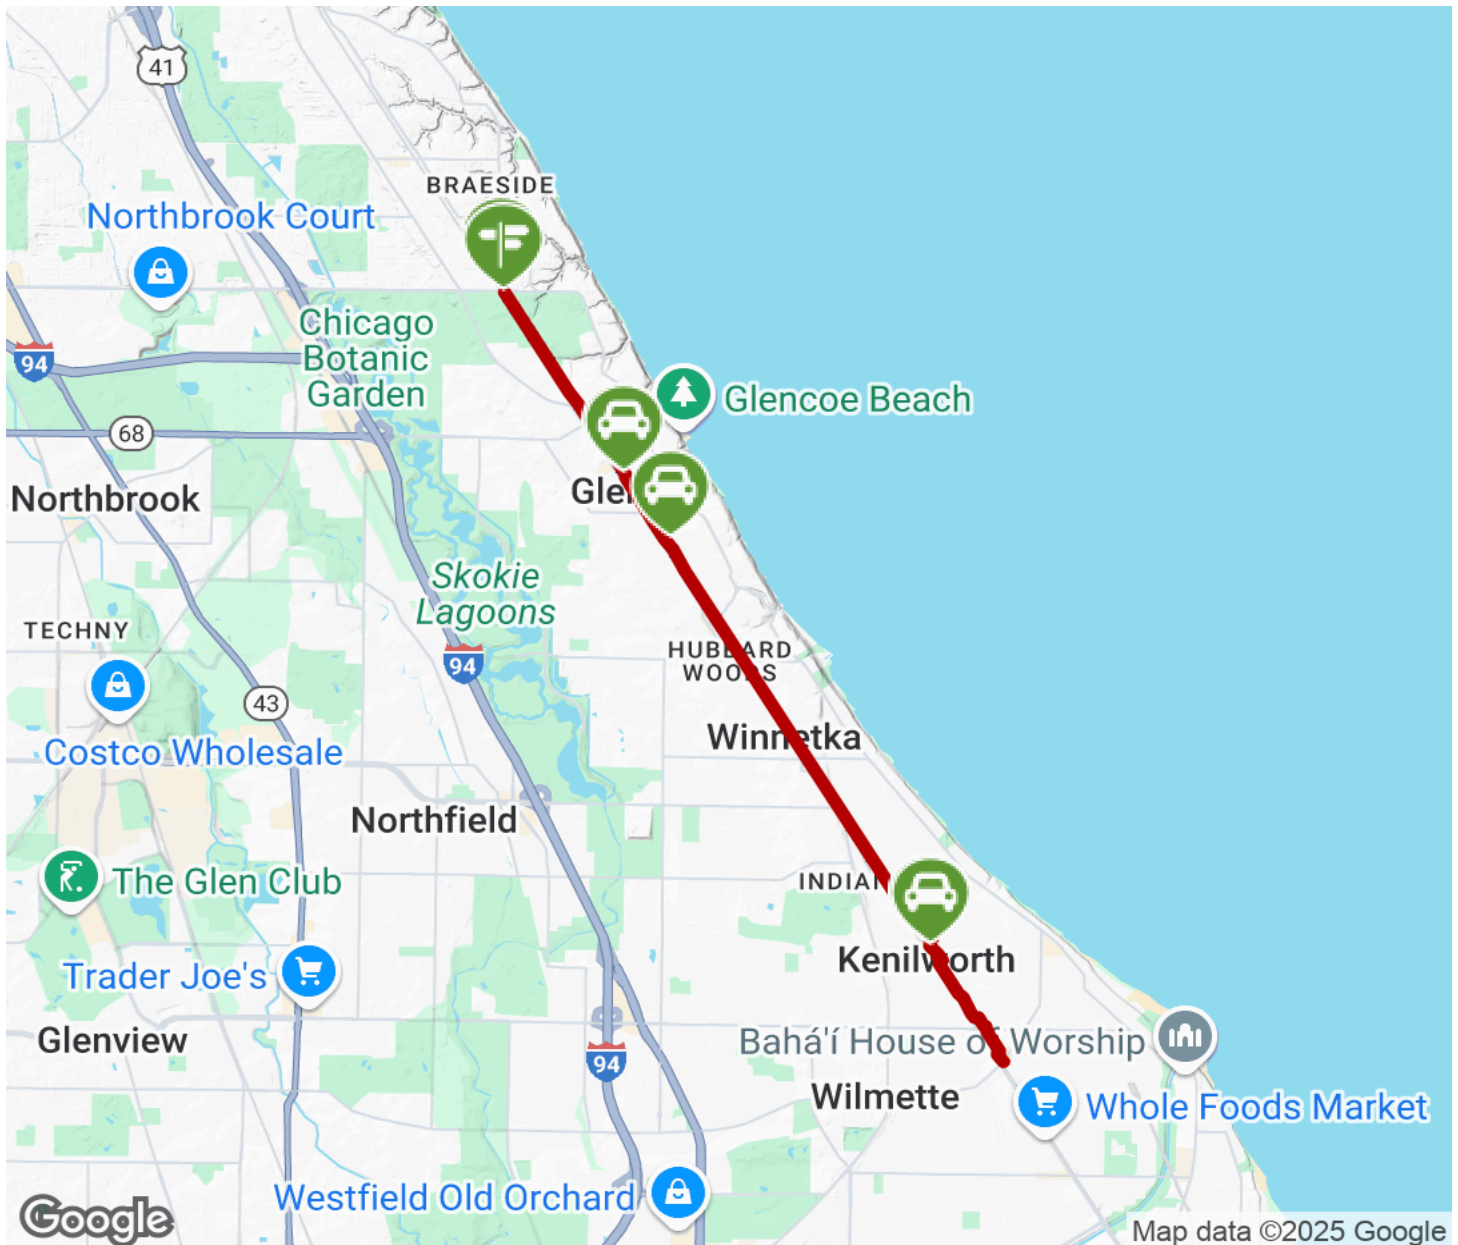 41
BRAESIDE
Northbrook Court
Chicago
Botanic
Garden
94
Glencoe Beach
68
Northbrook
Gle
Skokie
Lagoons
TECHNY
HUBBARD
WOODS
94
43
Winnetka
Costco Wholesale
Northfield
The Glen Club
INDIAN
Kenilworth
Trader Joe's
Glenview
Bahá'í House of Worship
94
Wilmette
Whole Foods Market
Westfield Old Orchard
Google
Map data ©2025 Google